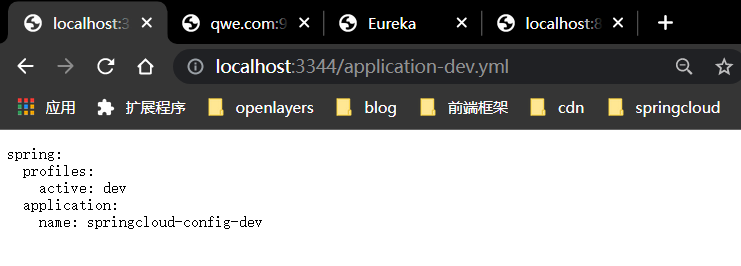 localhost:3
qwe.com:9
Eureka
localhost:8
localhost:3344/application-dev.yml
应用
扩展程序
openlayers
blog
前端框架
cdn
springcloud
spring:
  profiles:
    active: dev
  application:
    name: springcloud-config-dev